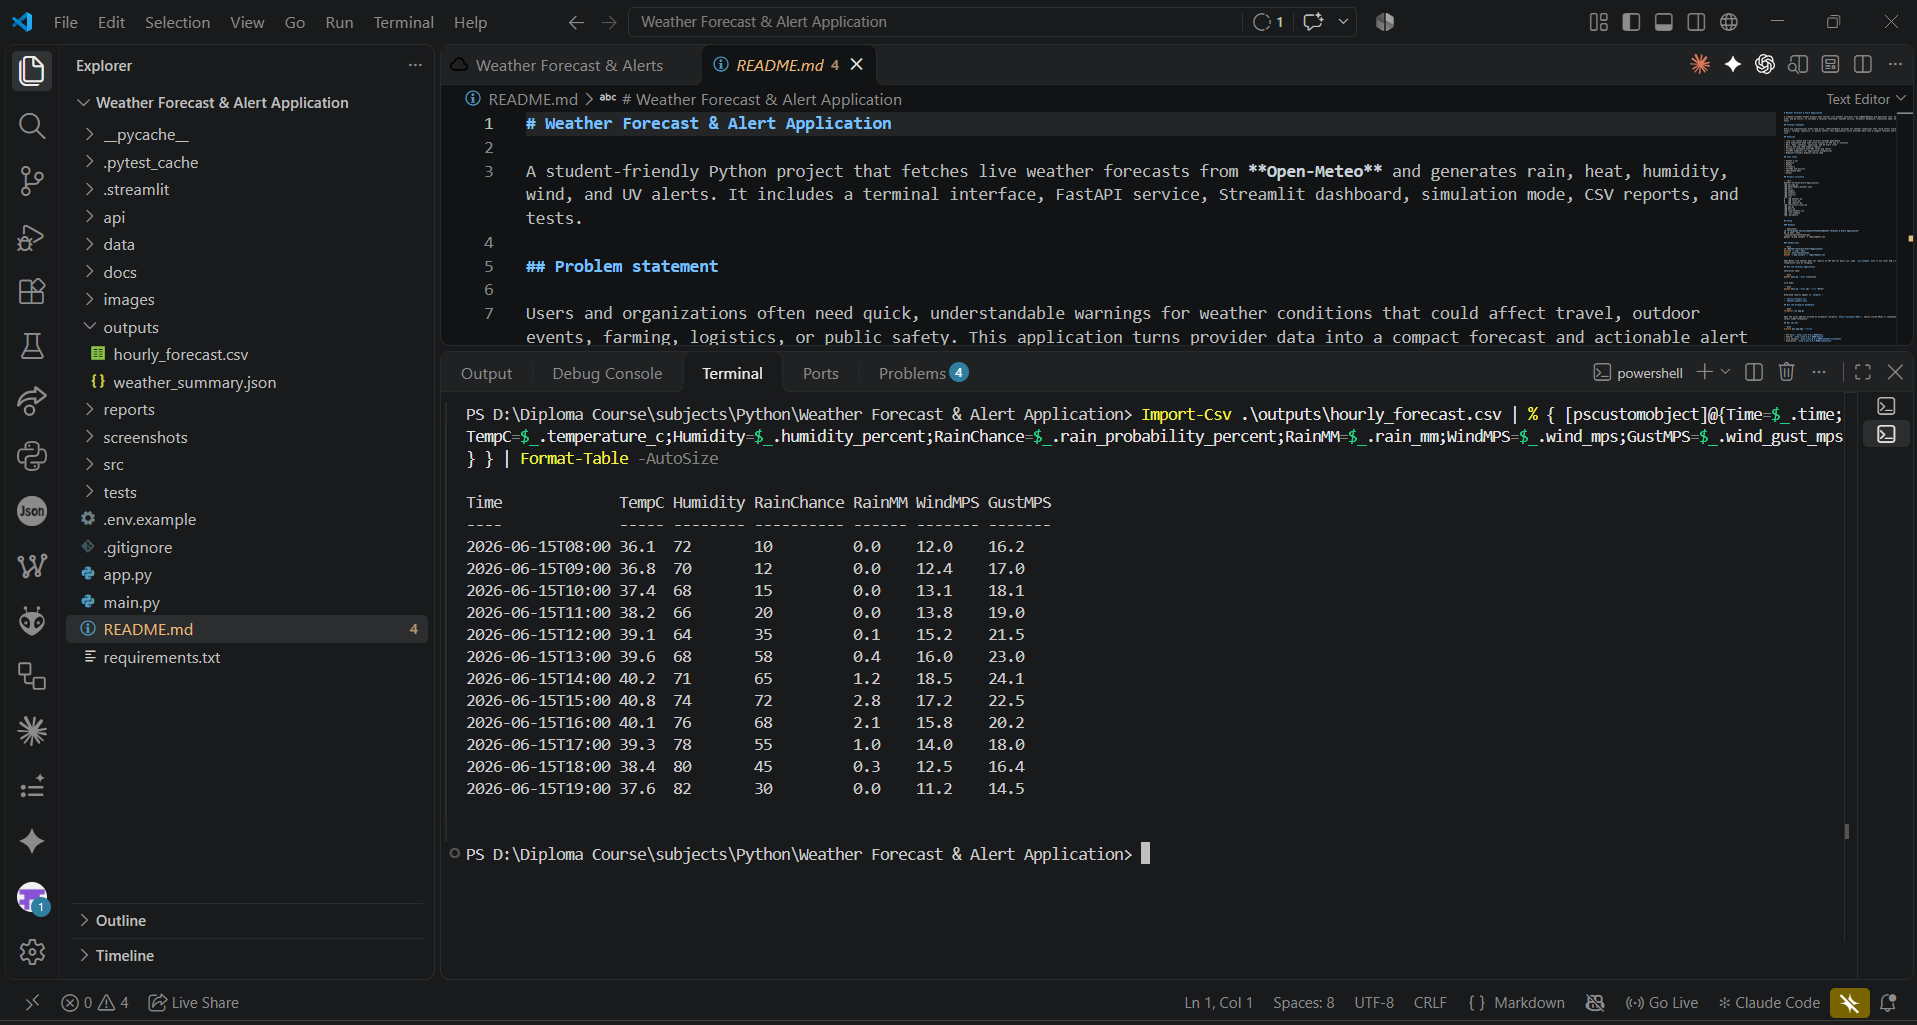 File Edit Selection View Go Run Terminal Help
Weather Forecast & Alert Application
1
Explorer
Weather Forecast & Alert Application
__pycache__
.pytest_cache
.streamlit
api
data
docs
images
outputs
hourly_forecast.csv
weather_summary.json
reports
screenshots
src
tests
.env.example
.gitignore
app.py
main.py
README.md 4
requirements.txt
Outline
Timeline
Json
1
Weather Forecast & Alerts
README.md 4
README.md > abc # Weather Forecast & Alert Application
Text Editor
1 # Weather Forecast & Alert Application
2
3 A student-friendly Python project that fetches live weather forecasts from **Open-Meteo** and generates rain, heat, humidity,
wind, and UV alerts. It includes a terminal interface, FastAPI service, Streamlit dashboard, simulation mode, CSV reports, and
tests.
4
5 ## Problem statement
6
7 Users and organizations often need quick, understandable warnings for weather conditions that could affect travel, outdoor
events, farming, logistics, or public safety. This application turns provider data into a compact forecast and actionable alert
Output Debug Console Terminal Ports Problems 4
powershell
PS D:\Diploma Course\subjects\Python\Weather Forecast & Alert Application> Import-Csv .\outputs\hourly_forecast.csv | % { [pscustomobject]@{Time=$_.time;
TempC=$_.temperature_c;Humidity=$_.humidity_percent;RainChance=$_.rain_probability_percent;RainMM=$_.rain_mm;WindMPS=$_.wind_mps;GustMPS=$_.wind_gust_mps
} } | Format-Table -AutoSize
Time TempC Humidity RainChance RainMM WindMPS GustMPS
---- ----- -------- ---------- ------ ------- -------
2026-06-15T08:00 36.1 72 10 0.0 12.0 16.2
2026-06-15T09:00 36.8 70 12 0.0 12.4 17.0
2026-06-15T10:00 37.4 68 15 0.0 13.1 18.1
2026-06-15T11:00 38.2 66 20 0.0 13.8 19.0
2026-06-15T12:00 39.1 64 35 0.1 15.2 21.5
2026-06-15T13:00 39.6 68 58 0.4 16.0 23.0
2026-06-15T14:00 40.2 71 65 1.2 18.5 24.1
2026-06-15T15:00 40.8 74 72 2.8 17.2 22.5
2026-06-15T16:00 40.1 76 68 2.1 15.8 20.2
2026-06-15T17:00 39.3 78 55 1.0 14.0 18.0
2026-06-15T18:00 38.4 80 45 0.3 12.5 16.4
2026-06-15T19:00 37.6 82 30 0.0 11.2 14.5
PS D:\Diploma Course\subjects\Python\Weather Forecast & Alert Application>
0 4 Live Share
Ln 1, Col 1 Spaces: 8 UTF-8 CRLF { } Markdown Go Live Claude Code